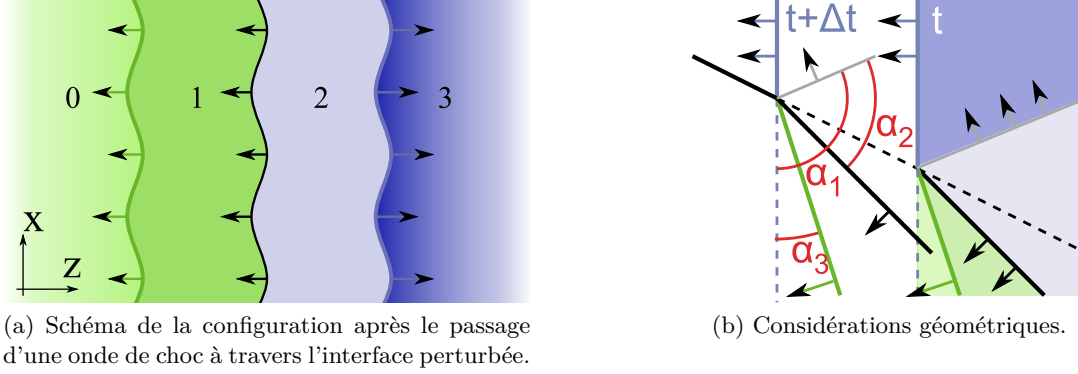 0 1 2 3
x
z
t+Δt t
α₂
α₁
α₃
(a) Schéma de la configuration après le passage
d'une onde de choc à travers l'interface perturbée.
(b) Considérations géométriques.